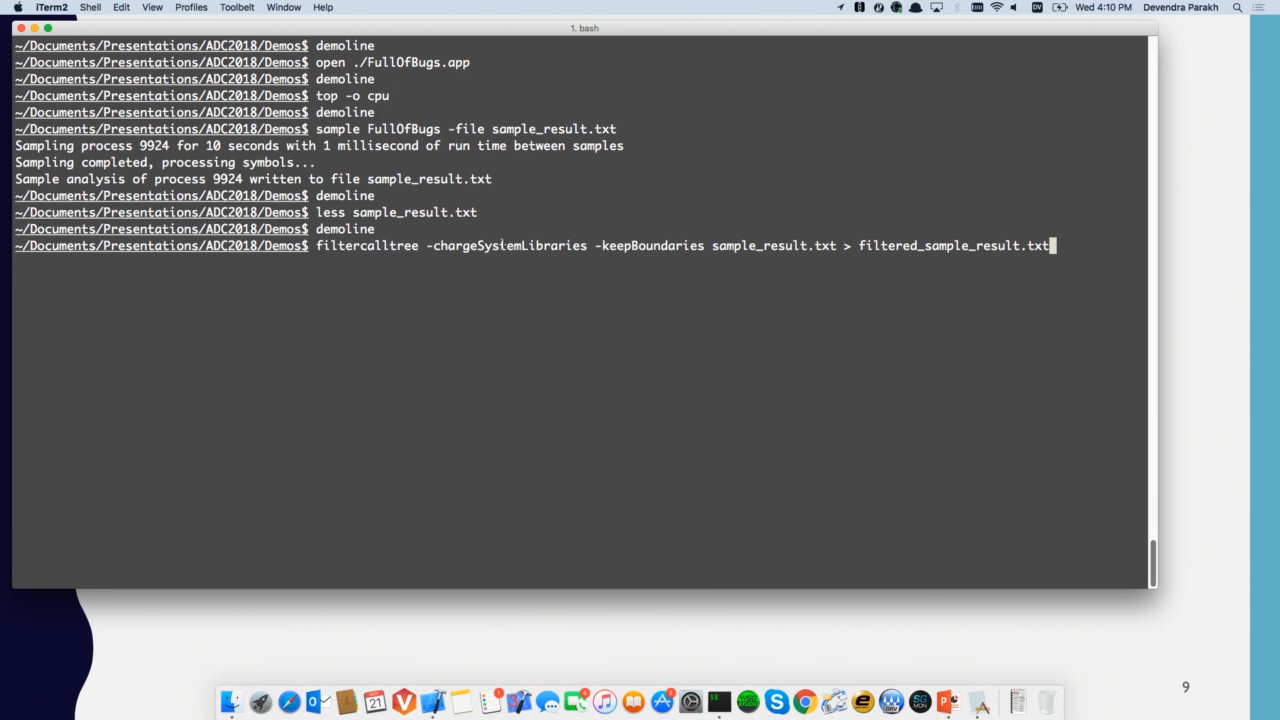 iTerm2 Shell Edit View Profiles Toolbelt Window Help DV Wed 4:10 PM Devendra Parakh
1. bash
~/Documents/Presentations/ADC2018/Demos$ demoline
~/Documents/Presentations/ADC2018/Demos$ open ./FullOfBugs.app
~/Documents/Presentations/ADC2018/Demos$ demoline
~/Documents/Presentations/ADC2018/Demos$ top -o cpu
~/Documents/Presentations/ADC2018/Demos$ demoline
~/Documents/Presentations/ADC2018/Demos$ sample FullOfBugs -file sample_result.txt
Sampling process 9924 for 10 seconds with 1 millisecond of run time between samples
Sampling completed, processing symbols...
Sample analysis of process 9924 written to file sample_result.txt
~/Documents/Presentations/ADC2018/Demos$ demoline
~/Documents/Presentations/ADC2018/Demos$ less sample_result.txt
~/Documents/Presentations/ADC2018/Demos$ demoline
~/Documents/Presentations/ADC2018/Demos$ filtercalltree -chargeSystemLibraries -keepBoundaries sample_result.txt > filtered_sample_result.txt
9
21